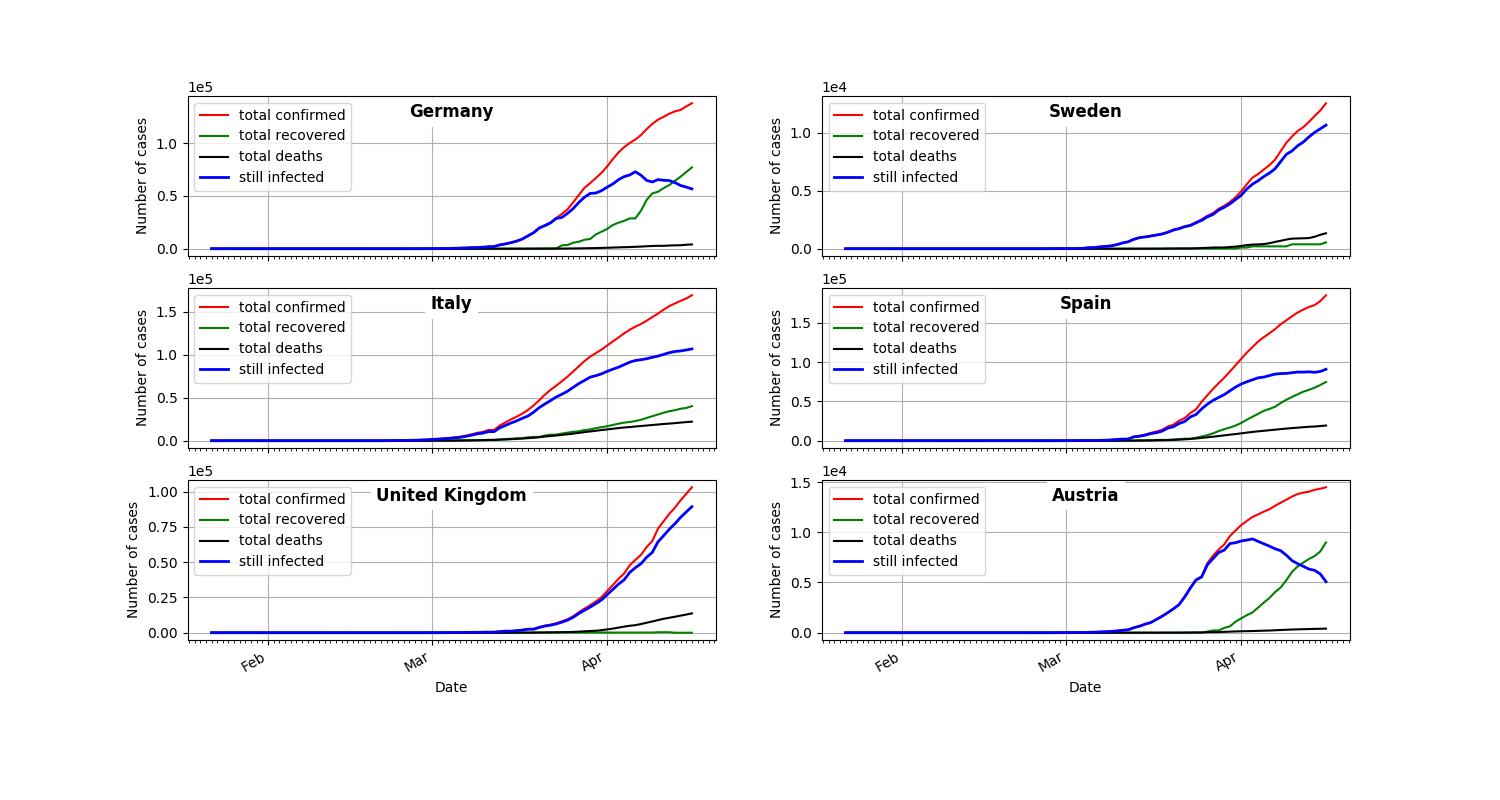 1e5
Germany
Number of cases
1.0
0.5
0.0
total confirmed
total recovered
total deaths
still infected
1e4
Sweden
Number of cases
1.0
0.5
0.0
total confirmed
total recovered
total deaths
still infected
1e5
Italy
Number of cases
1.5
1.0
0.5
0.0
total confirmed
total recovered
total deaths
still infected
1e5
Spain
Number of cases
1.5
1.0
0.5
0.0
total confirmed
total recovered
total deaths
still infected
1e5
United Kingdom
Number of cases
1.00
0.75
0.50
0.25
0.00
total confirmed
total recovered
total deaths
still infected
Feb
Mar
Apr
Date
1e4
Austria
Number of cases
1.5
1.0
0.5
0.0
total confirmed
total recovered
total deaths
still infected
Feb
Mar
Apr
Date